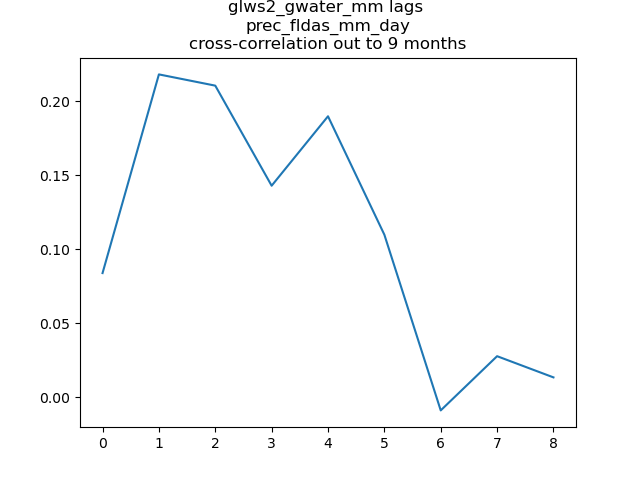 glws2_gwater_mm lags
prec_fldas_mm_day
cross-correlation out to 9 months
0.20
0.15
0.10
0.05
0.00
0 1 2 3 4 5 6 7 8